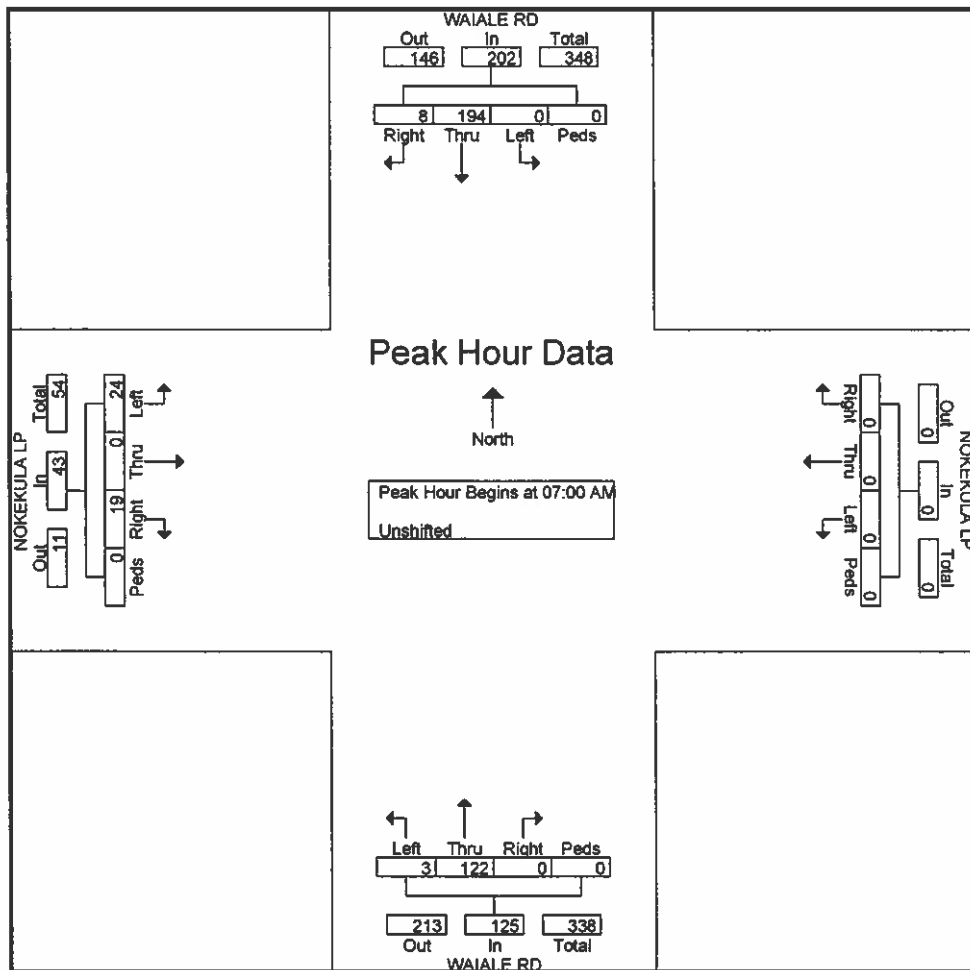 WAIALE RD
Out In Total
146 202 348
8 194 0 0
Right Thru Left Peds
Peak Hour Data
North
Peak Hour Begins at 07:00 AM
Unshifted
NOKEKULA LP
Total In Out
54 43 11
24 0 19 0
Left Thru Right Peds
Right Thru Left Peds
0 0 0 0
0 0 0
Out In Total
NOKEKULA LP
Left Thru Right Peds
3 122 0 0
213 125 338
Out In Total
WAIALE RD